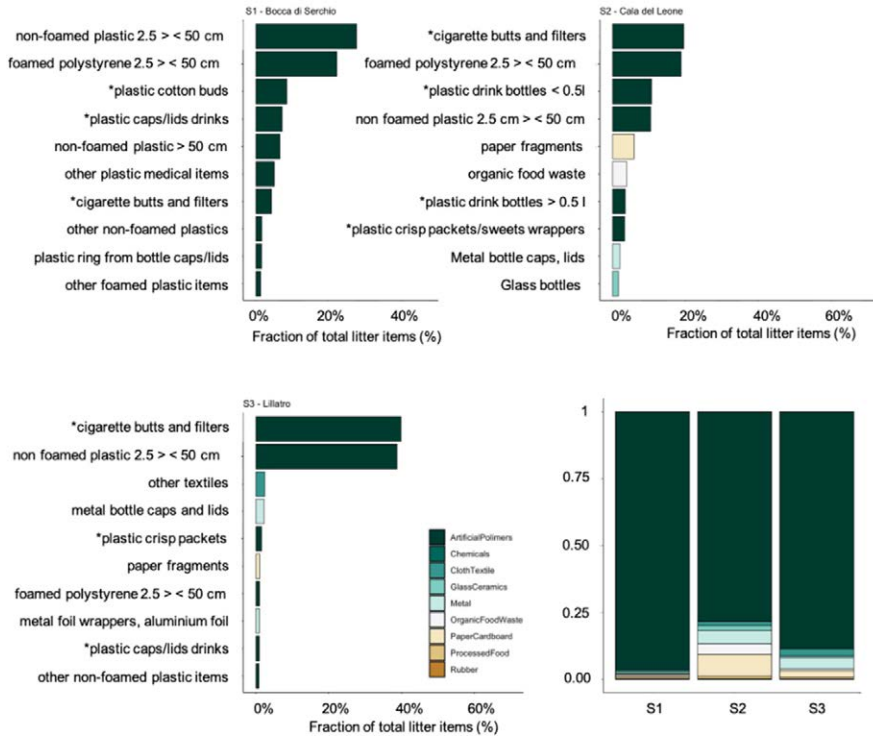 S1 - Bocca di Serchio
non-foamed plastic 2.5 > < 50 cm
foamed polystyrene 2.5 > < 50 cm
*plastic cotton buds
*plastic caps/lids drinks
non-foamed plastic > 50 cm
other plastic medical items
*cigarette butts and filters
other non-foamed plastics
plastic ring from bottle caps/lids
other foamed plastic items
0% 20% 40%
Fraction of total litter items (%)
S2 - Cala del Leone
*cigarette butts and filters
foamed polystyrene 2.5 > < 50 cm
*plastic drink bottles < 0.5l
non foamed plastic 2.5 cm > < 50 cm
paper fragments
organic food waste
*plastic drink bottles > 0.5 l
*plastic crisp packets/sweets wrappers
Metal bottle caps, lids
Glass bottles
0% 20% 40% 60%
Fraction of total litter items (%)
S3 - Lillatro
*cigarette butts and filters
non foamed plastic 2.5 > < 50 cm
other textiles
metal bottle caps and lids
*plastic crisp packets
paper fragments
foamed polystyrene 2.5 > < 50 cm
metal foil wrappers, aluminium foil
*plastic caps/lids drinks
other non-foamed plastic items
0% 20% 40% 60%
Fraction of total litter items (%)
ArtificialPolimers
Chemicals
ClothTextile
GlassCeramics
Metal
OrganicFoodWaste
PaperCardboard
ProcessedFood
Rubber
1
0.75
0.50
0.25
0.00
S1 S2 S3